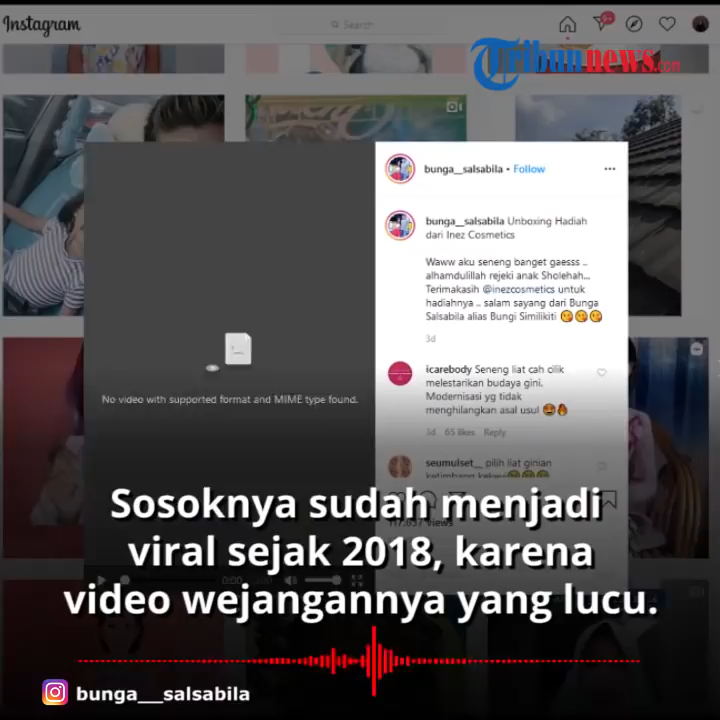 Instagram
Search
Tribunnews.com
bunga__salsabila • Follow
bunga__salsabila Unboxing Hadiah
dari Inez Cosmetics
Waww aku seneng banget gaesss ..
alhamdulillah rejeki anak Sholehah...
Terimakasih @inezcosmetics untuk
hadiahnya .. salam sayang dari Bunga
Salsabila alias Bungi Similikiti 😋😋😋
3d
icarebody Seneng liat cah cilik
melestarikan budaya gini.
Modernisasi yg tidak
menghilangkan asal usul 😍🔥
3d 65 likes Reply
seumulset__ pilih liat ginian
No video with supported format and MIME type found.
views
0:00
Sosoknya sudah menjadi
viral sejak 2018, karena
video wejangannya yang lucu.
bunga__salsabila